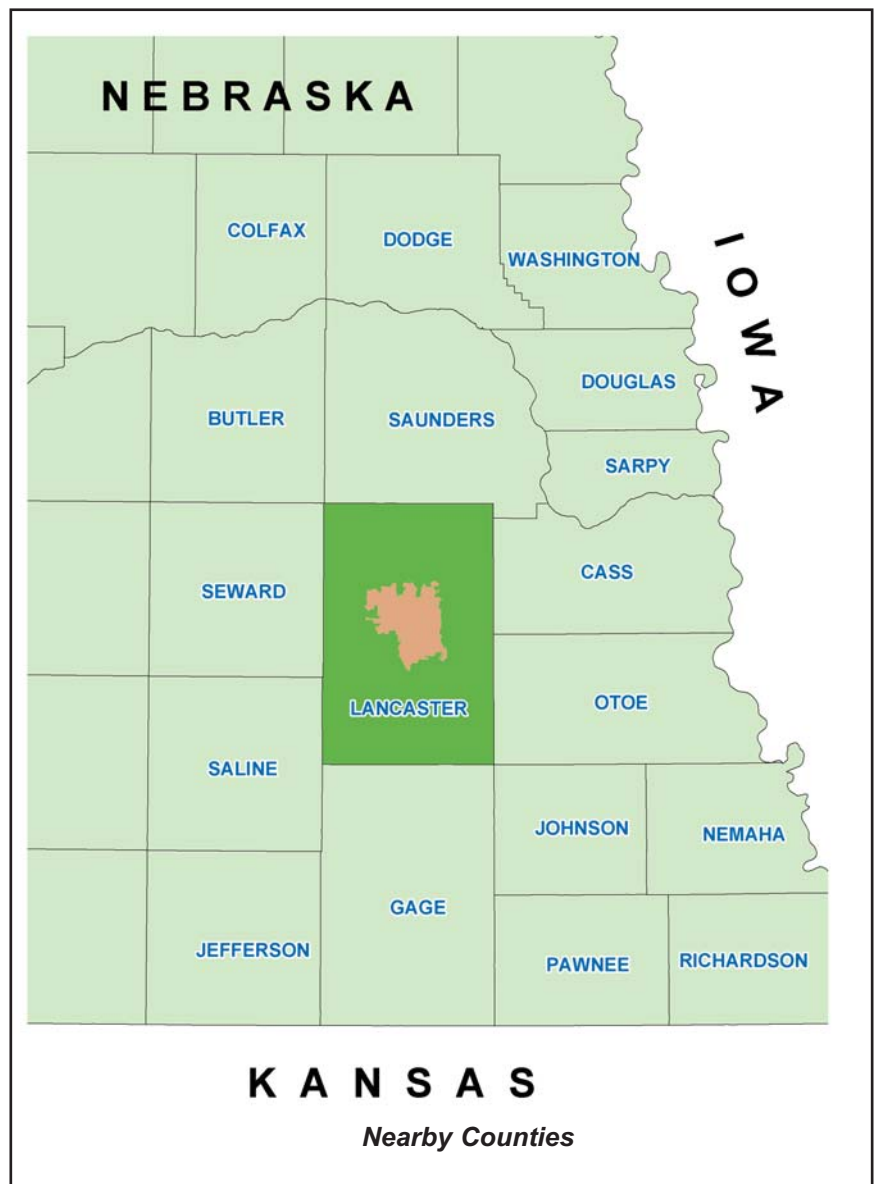 NEBRASKA
COLFAX
DODGE
WASHINGTON
IOWA
DOUGLAS
BUTLER
SAUNDERS
SARPY
CASS
SEWARD
LANCASTER
OTOE
SALINE
JOHNSON
NEMAHA
GAGE
JEFFERSON
PAWNEE
RICHARDSON
KANSAS
Nearby Counties